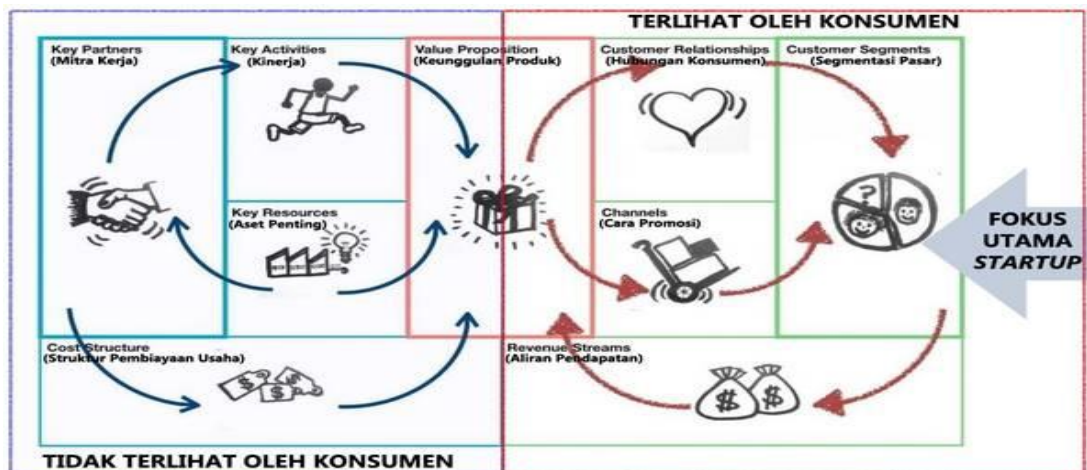 TERLIHAT OLEH KONSUMEN
Key Partners
(Mitra Kerja)
Key Activities
(Kinerja)
Value Proposition
(Keunggulan Produk)
Customer Relationships
(Hubungan Konsumen)
Customer Segments
(Segmentasi Pasar)
Key Resources
(Aset Penting)
Channels
(Cara Promosi)
FOKUS
UTAMA
STARTUP
Cost Structure
(Struktur Pembiayaan Usaha)
Revenue Streams
(Aliran Pendapatan)
TIDAK TERLIHAT OLEH KONSUMEN